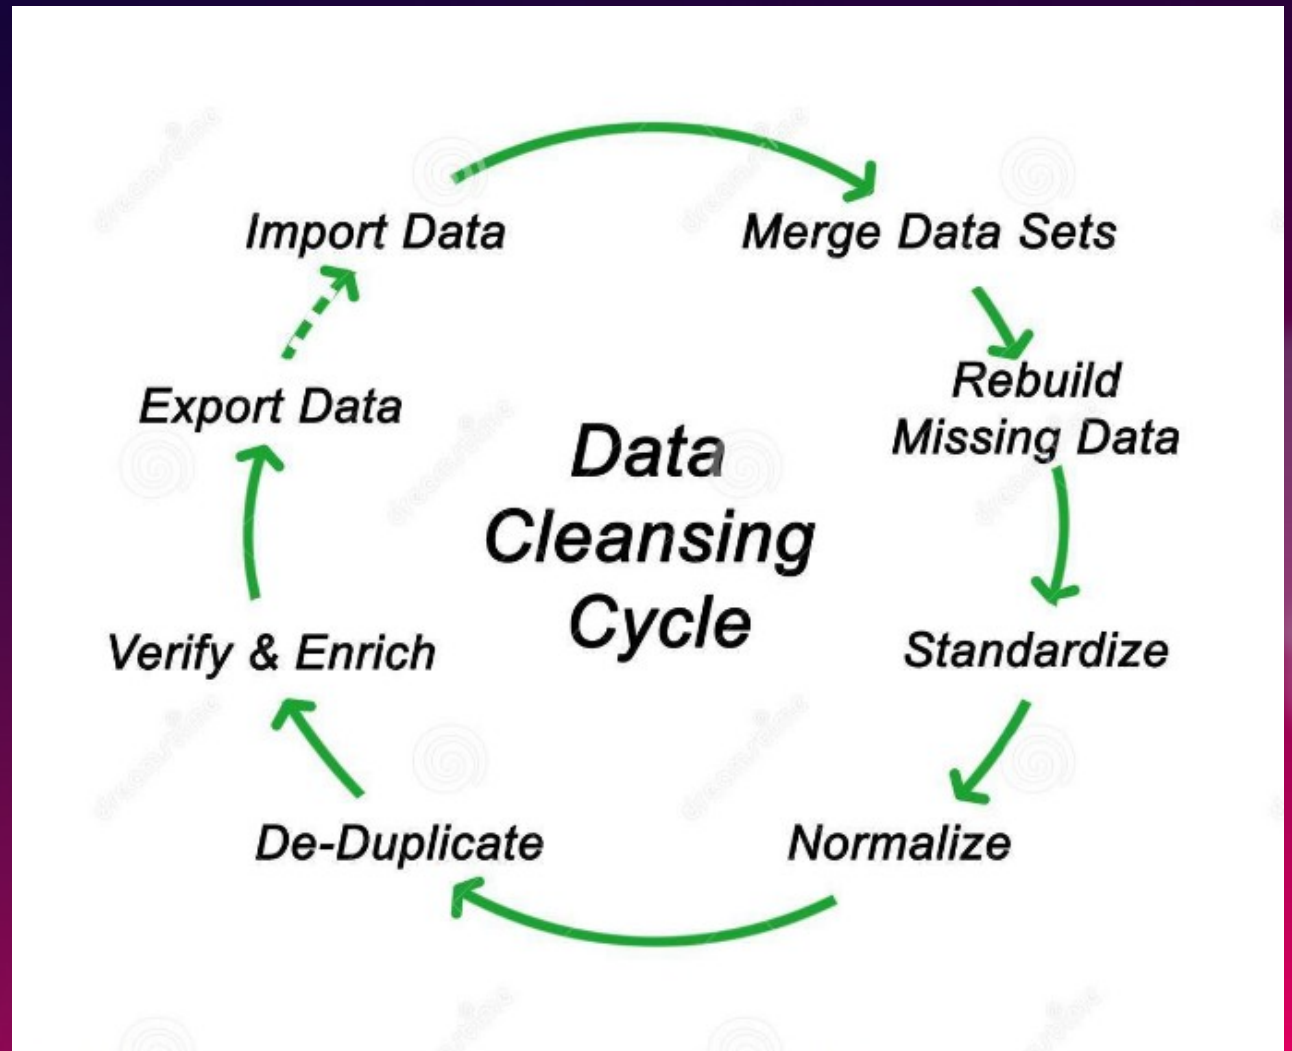 Import Data
Merge Data Sets
Rebuild
Missing Data
Export Data
Data
Cleansing
Cycle
Standardize
Verify & Enrich
De-Duplicate
Normalize
dreamstime